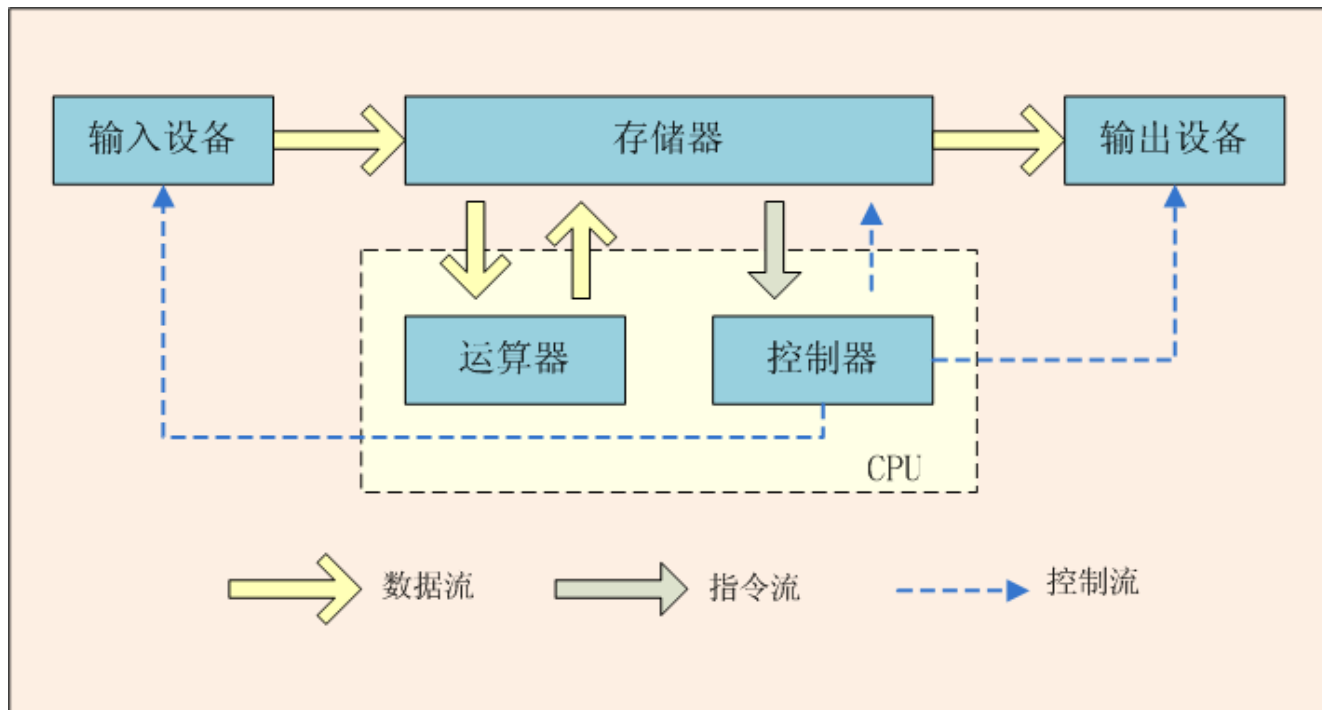 输入设备
存储器
输出设备
运算器
控制器
CPU
数据流
指令流
控制流